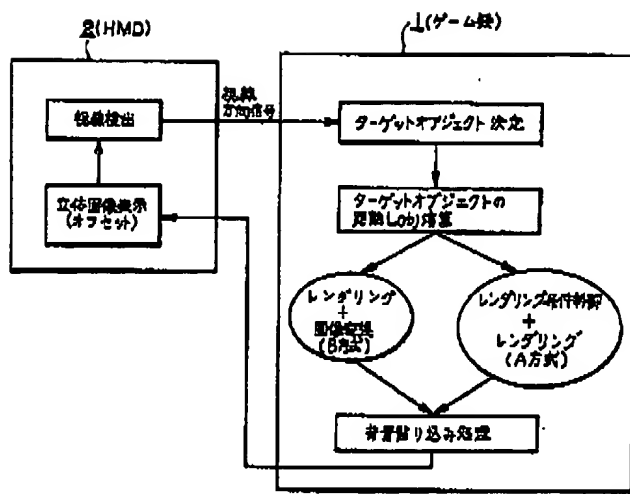 2(HMD)
1(ゲーム機)
視線検出
立体画像表示
(オフセット)
視線
方向信号
ターゲットオブジェクト決定
ターゲットオブジェクトの
距離Lobj演算
レンダリング
+
画像変換
(B方式)
レンダリング条件制御
+
レンダリング
(A方式)
背景貼り込み処理